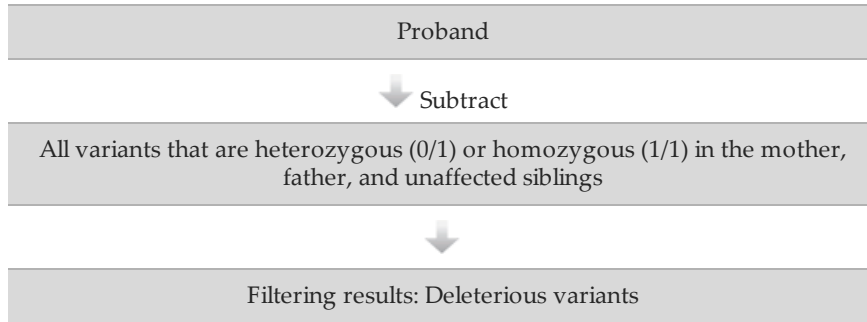 Proband
Subtract
All variants that are heterozygous (0/1) or homozygous (1/1) in the mother,
father, and unaffected siblings
Filtering results: Deleterious variants